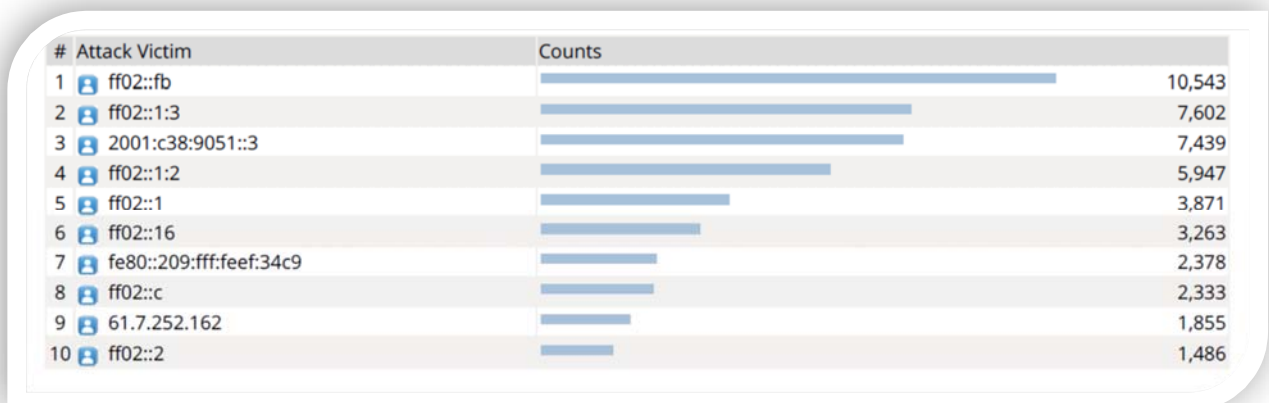 # Attack Victim Counts
1 ff02::fb 10,543
2 ff02::1:3 7,602
3 2001:c38:9051::3 7,439
4 ff02::1:2 5,947
5 ff02::1 3,871
6 ff02::16 3,263
7 fe80::209:fff:feef:34c9 2,378
8 ff02::c 2,333
9 61.7.252.162 1,855
10 ff02::2 1,486